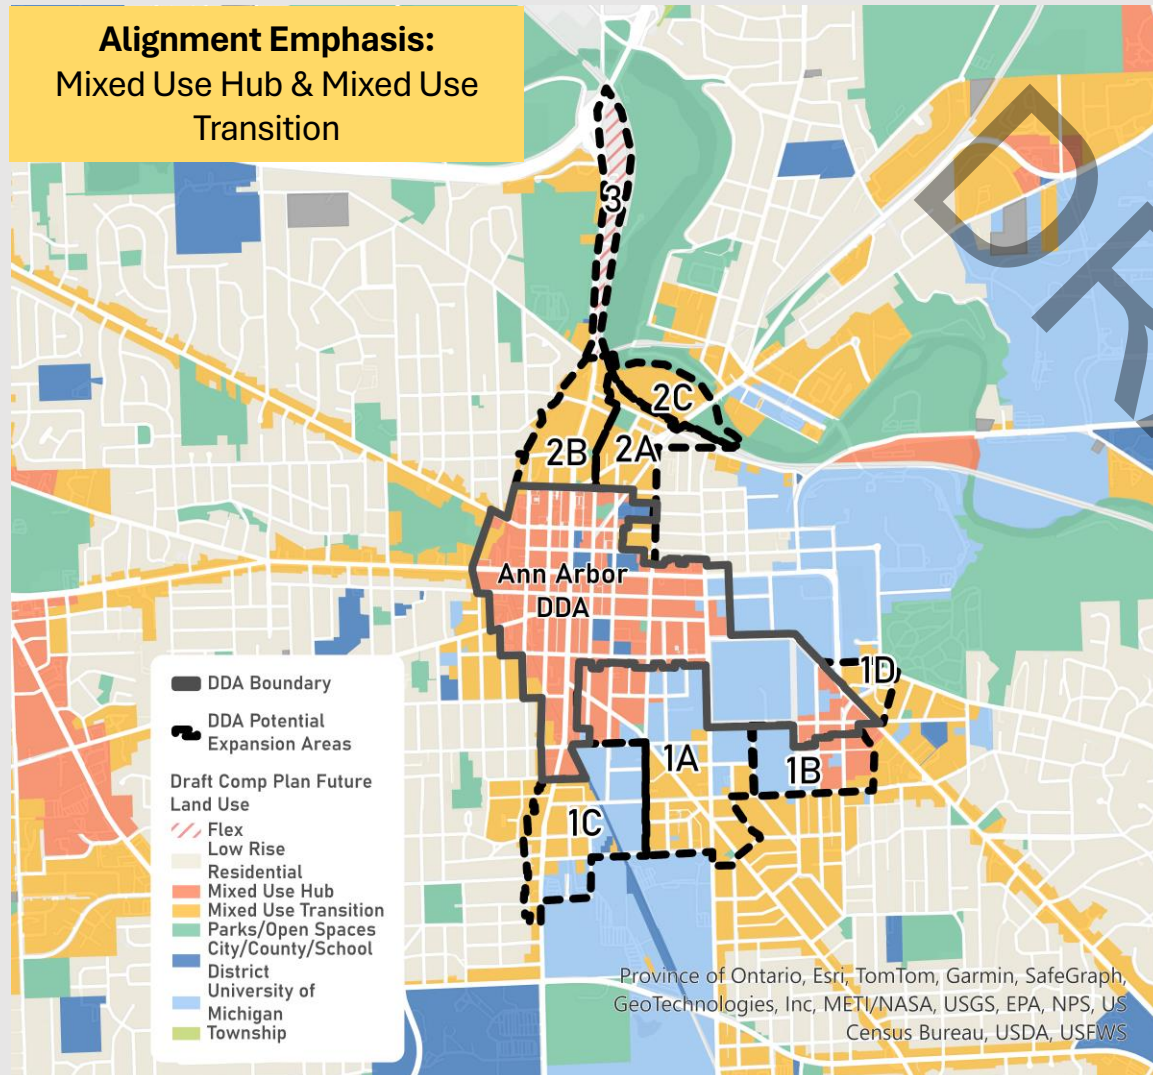 Alignment Emphasis:
Mixed Use Hub & Mixed Use
Transition
3
2C
2B
2A
Ann Arbor
DDA
1D
1A
1B
1C
DDA Boundary
DDA Potential
Expansion Areas
Draft Comp Plan Future
Land Use
Flex
Low Rise
Residential
Mixed Use Hub
Mixed Use Transition
Parks/Open Spaces
City/County/School
District
University of
Michigan
Township
Province of Ontario, Esri, TomTom, Garmin, SafeGraph,
GeoTechnologies, Inc, METI/NASA, USGS, EPA, NPS, US
Census Bureau, USDA, USFWS